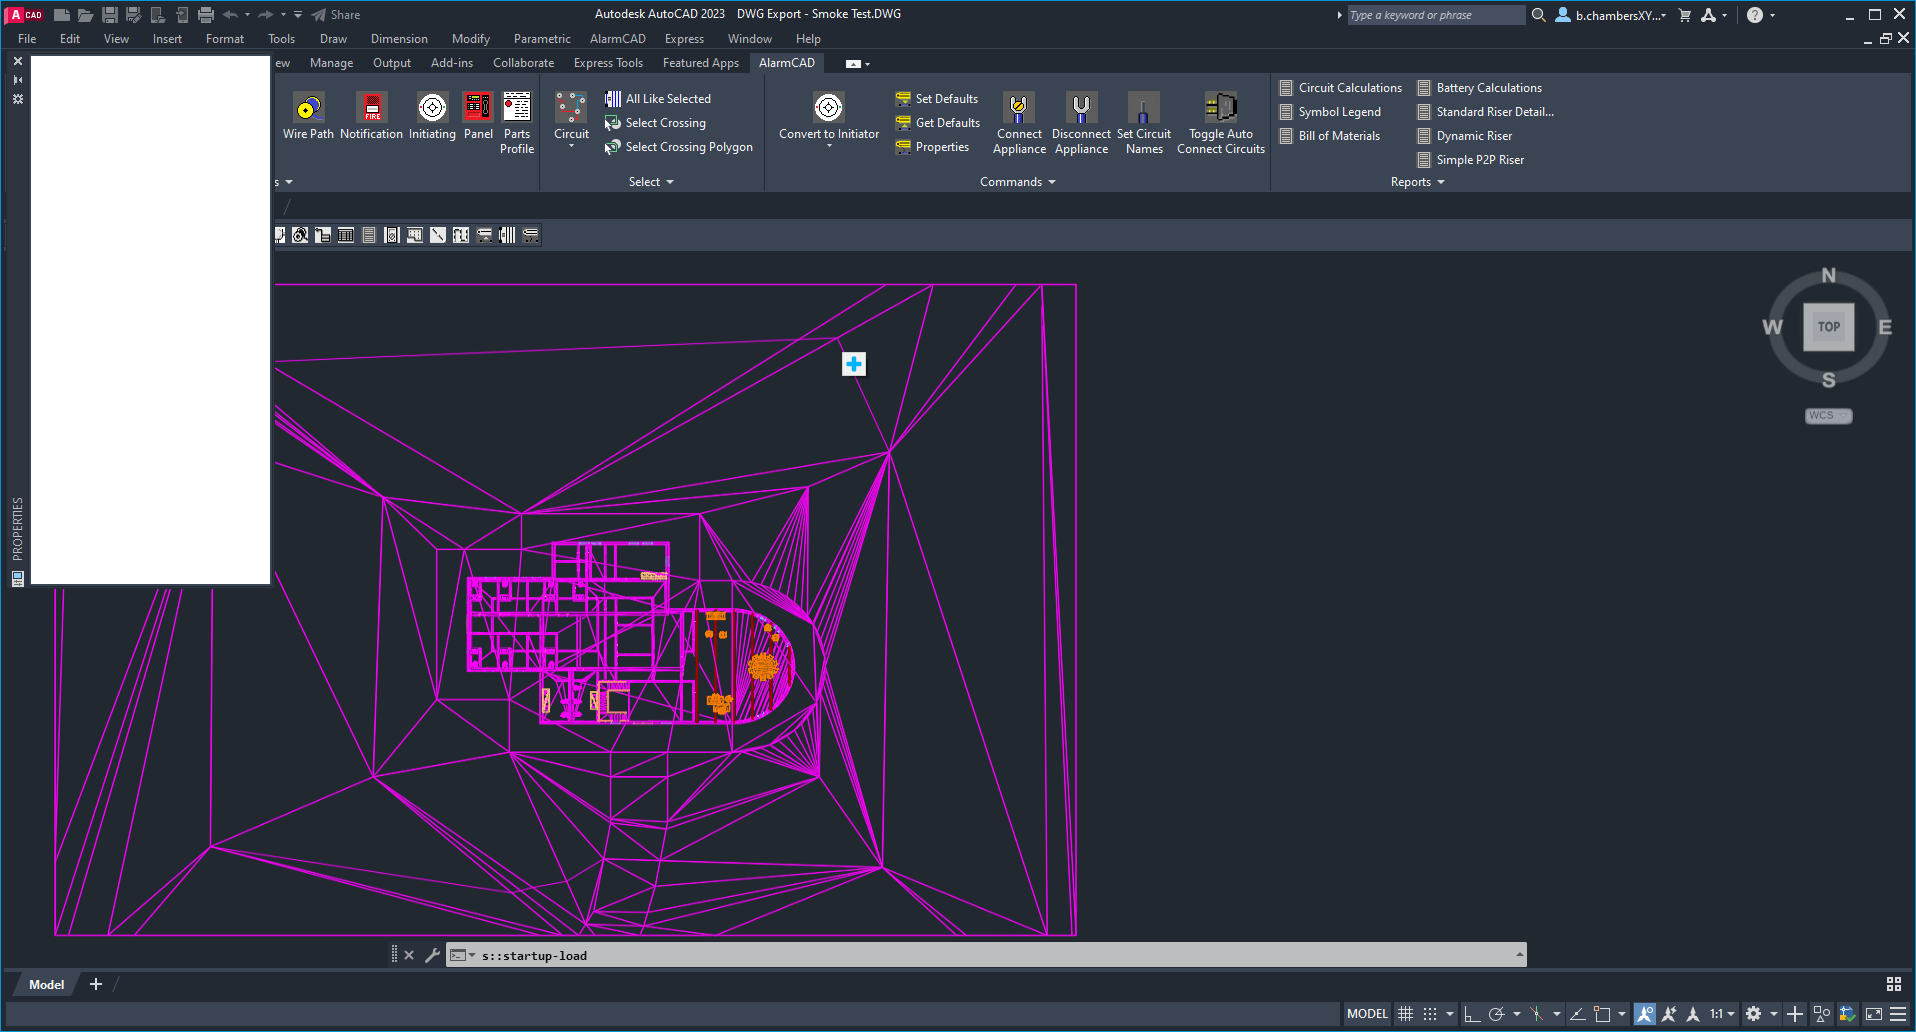 A CAD
Share
Autodesk AutoCAD 2023 DWG Export - Smoke Test.DWG
Type a keyword or phrase
b.chambersXY...
File Edit View Insert Format Tools Draw Dimension Modify Parametric AlarmCAD Express Window Help
ew Manage Output Add-ins Collaborate Express Tools Featured Apps AlarmCAD
Wire Path
Notification
FIRE
Initiating
Panel
Parts
Profile
Circuit
All Like Selected
Select Crossing
Select Crossing Polygon
Convert to Initiator
Set Defaults
Get Defaults
Properties
Connect
Appliance
Disconnect
Appliance
Set Circuit
Names
Toggle Auto
Connect Circuits
Circuit Calculations
Symbol Legend
Bill of Materials
Battery Calculations
Standard Riser Detail...
Dynamic Riser
Simple P2P Riser
s
Select
Commands
Reports
N
W
TOP
E
S
WCS
PROPERTIES
s::startup-load
Model
MODEL
1:1